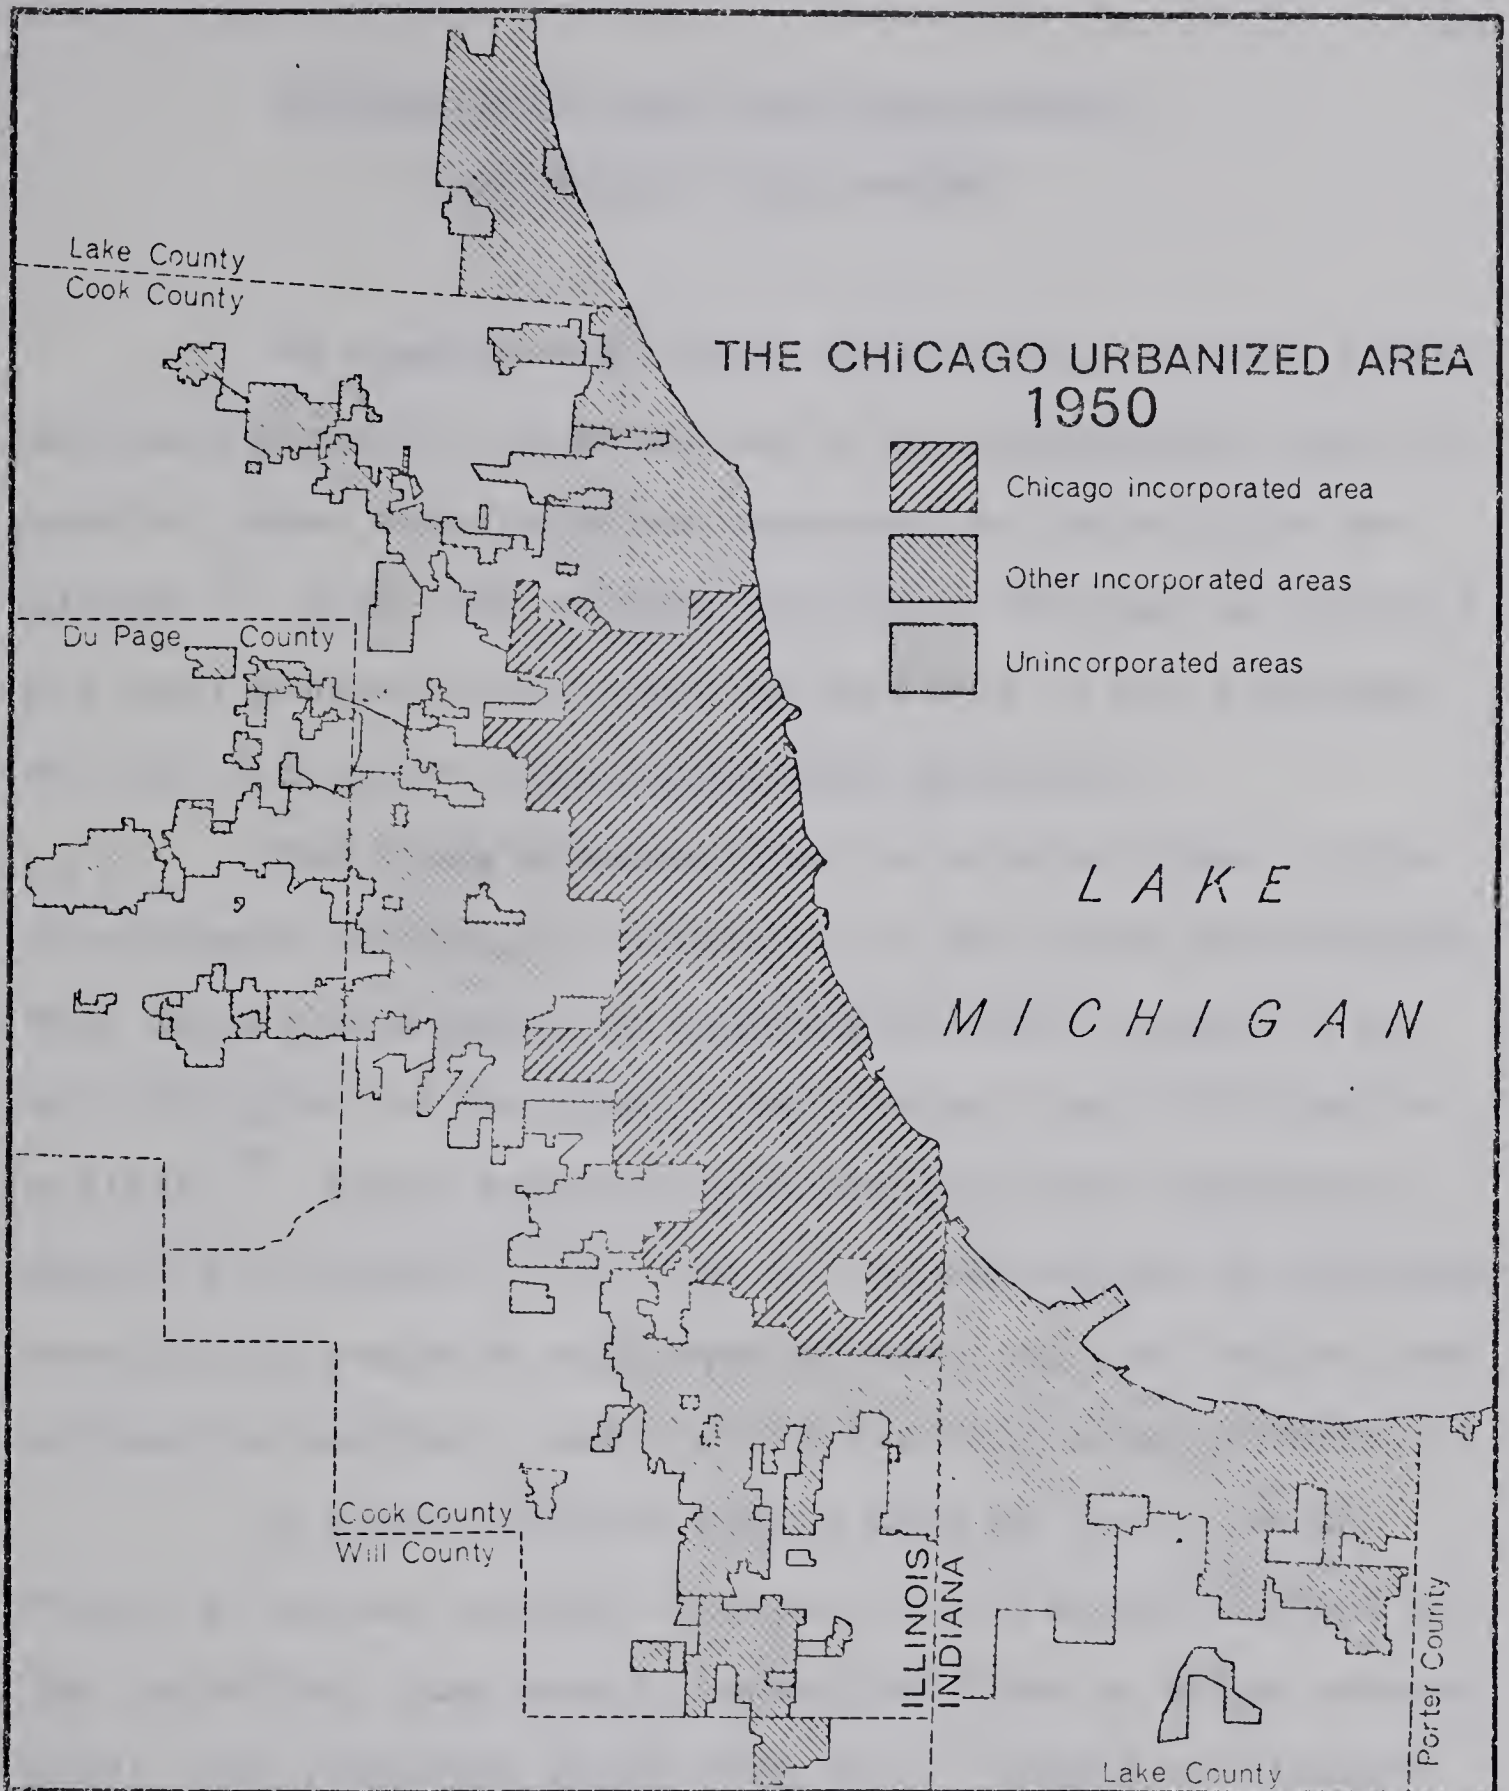 Lake County
Cook County
THE CHICAGO URBANIZED AREA
1950
Chicago incorporated area
Other incorporated areas
Unincorporated areas
Du Page County
LAKE
MICHIGAN
Cook County
Will County
ILLINOIS
INDIANA
Porter County
Lake County